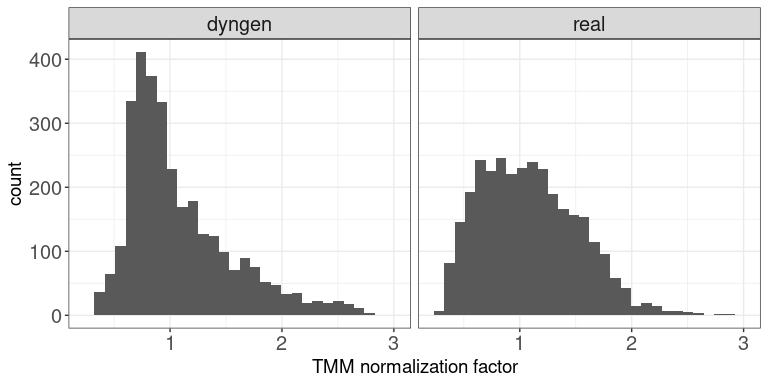 dyngen
real
count
400
300
200
100
0
1
2
3
1
2
3
TMM normalization factor